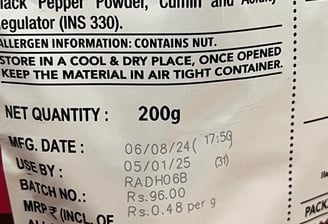 lack Pepper Powder, Cumin and Acidity
egulator (INS 330).
ALLERGEN INFORMATION: CONTAINS NUT.
STORE IN A COOL & DRY PLACE, ONCE OPENED
KEEP THE MATERIAL IN AIR TIGHT CONTAINER.
NET QUANTITY : 200g
MFG. DATE : 06/08/24( 17:59
USE BY : 05/01/25 (31)
BATCH NO.: RADH06B
MRP ₹ (INCL. OF Rs.96.00
Rs.0.48 per g
PACK